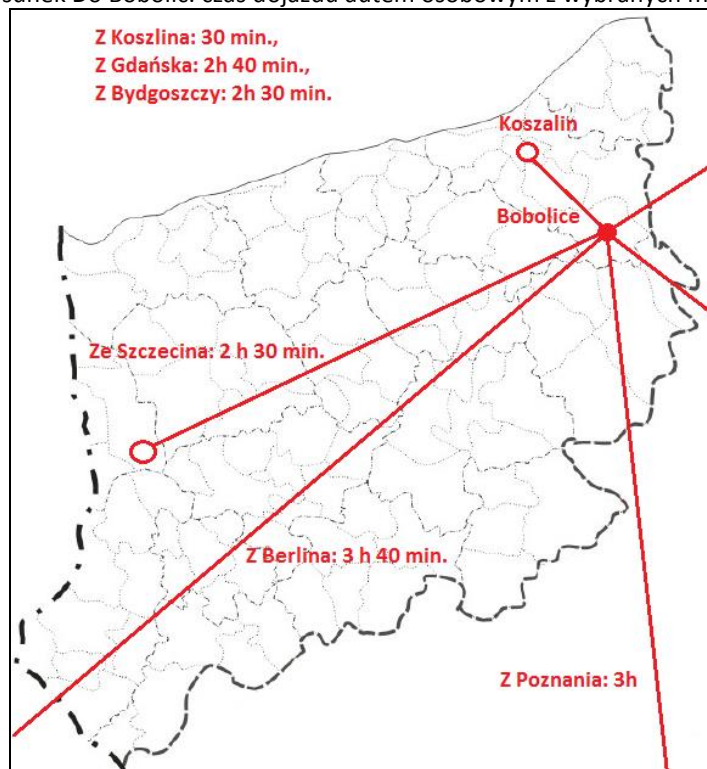 Z Koszlina: 30 min.,
Z Gdańska: 2h 40 min.,
Z Bydgoszczy: 2h 30 min.
Koszalin
Bobolice
Ze Szczecina: 2 h 30 min.
Z Berlina: 3 h 40 min.
Z Poznania: 3h